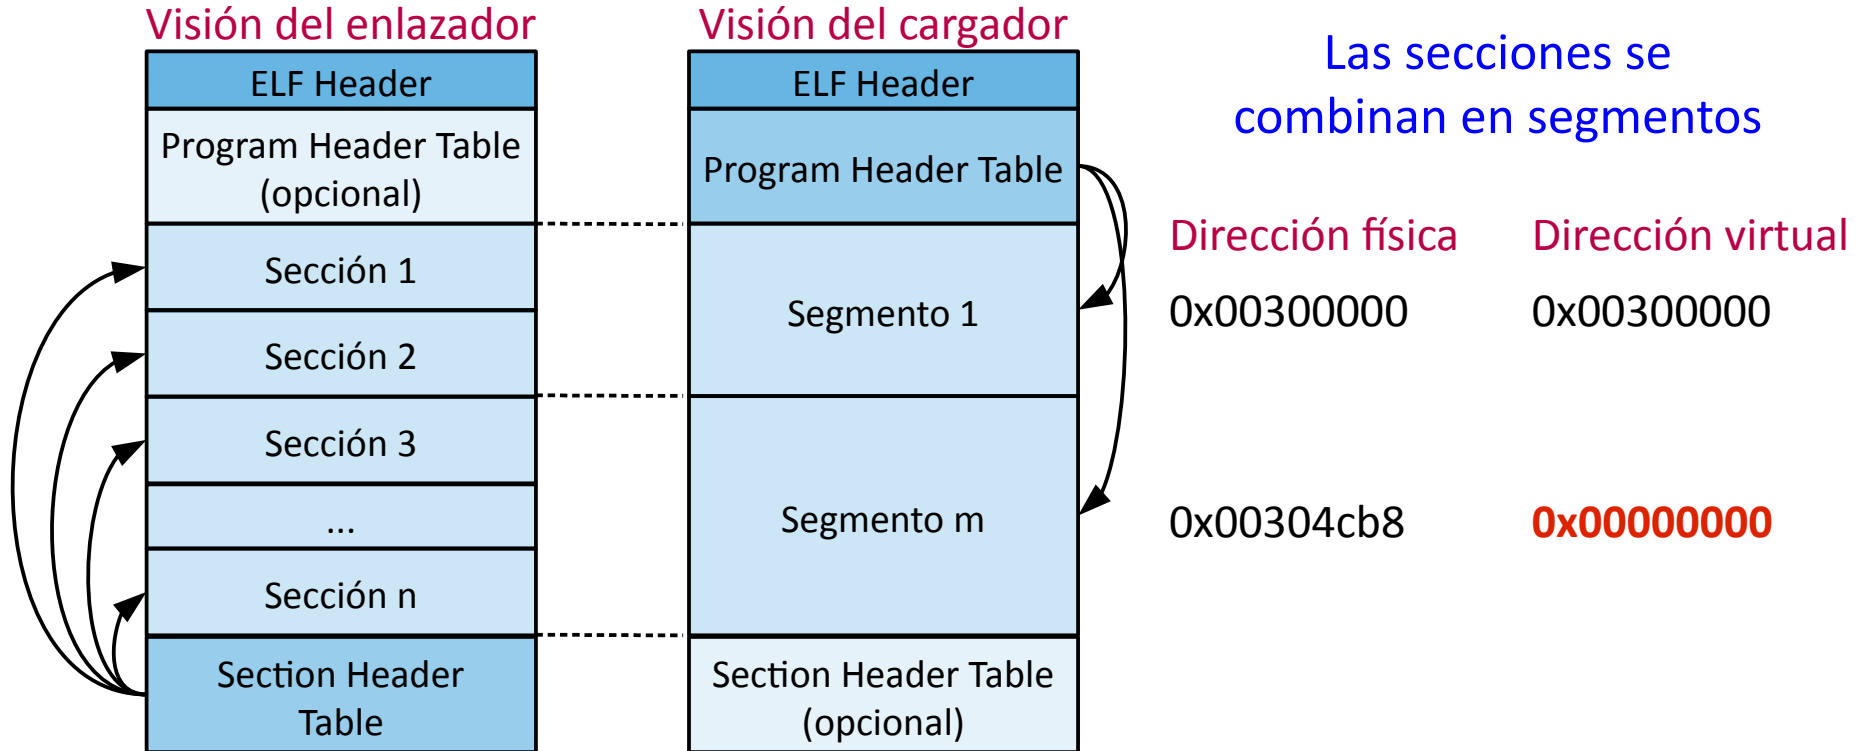 Visión del enlazador
ELF Header
Program Header Table
(opcional)
Sección 1
Sección 2
Sección 3
...
Sección n
Section Header
Table
Visión del cargador
ELF Header
Program Header Table
Segmento 1
Segmento m
Section Header Table
(opcional)
Las secciones se
combinan en segmentos
Dirección física Dirección virtual
0x00300000 0x00300000
0x00304cb8 0x00000000